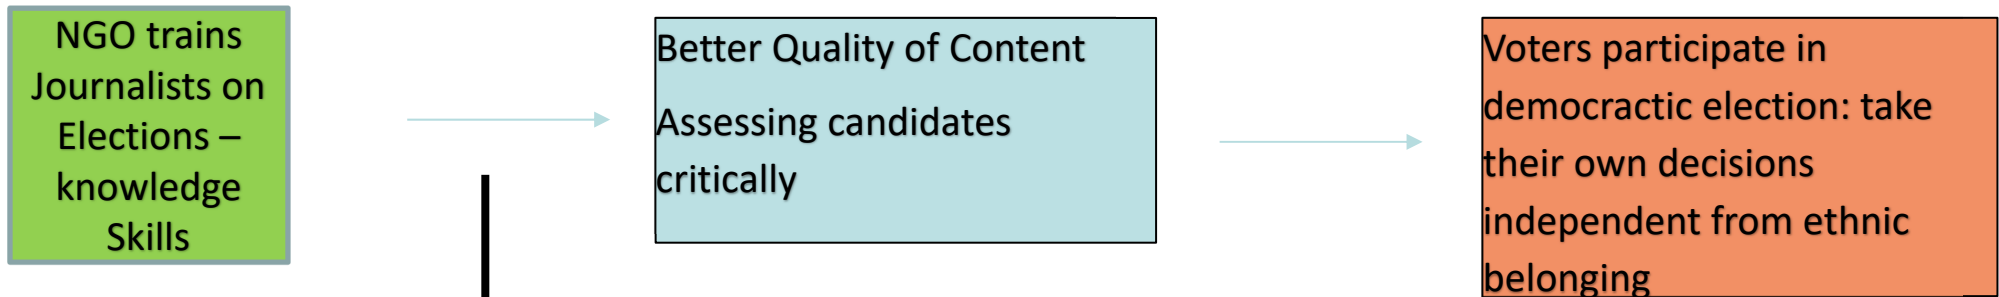 NGO trains
Journalists on
Elections –
knowledge
Skills
Better Quality of Content
Assessing candidates
critically
Voters participate in
democractic election: take
their own decisions
independent from ethnic
belonging